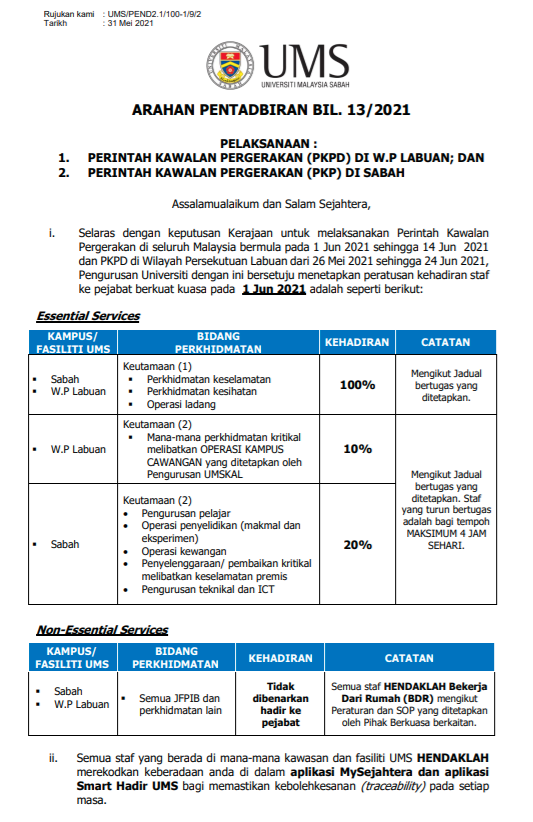 Rujukan kami : UMS/PEND2.1/100-1/9/2
Tarikh : 31 Mei 2021
UMS
UNIVERSITI MALAYSIA SABAH
ARAHAN PENTADBIRAN BIL. 13/2021
PELAKSANAAN :
1. PERINTAH KAWALAN PERGERAKAN (PKPD) DI W.P LABUAN; DAN
2. PERINTAH KAWALAN PERGERAKAN (PKP) DI SABAH
Assalamualaikum dan Salam Sejahtera,
i. Selaras dengan keputusan Kerajaan untuk melaksanakan Perintah Kawalan
Pergerakan di seluruh Malaysia bermula pada 1 Jun 2021 sehingga 14 Jun 2021
dan PKPD di Wilayah Persekutuan Labuan dari 26 Mei 2021 sehingga 24 Jun 2021,
Pengurusan Universiti dengan ini bersetuju menetapkan peratusan kehadiran staf
ke pejabat berkuat kuasa pada 1 Jun 2021 adalah seperti berikut:
Essential Services
KAMPUS/
FASILITI UMS
BIDANG
PERKHIDMATAN
KEHADIRAN
CATATAN
▪ Sabah
▪ W.P Labuan
Keutamaan (1)
▪ Perkhidmatan keselamatan
▪ Perkhidmatan kesihatan
▪ Operasi ladang
100%
Mengikut Jadual
bertugas yang
ditetapkan.
▪ W.P Labuan
Keutamaan (2)
▪ Mana-mana perkhidmatan kritikal
melibatkan OPERASI KAMPUS
CAWANGAN yang ditetapkan oleh
Pengurusan UMSKAL
10%
Mengikut Jadual
bertugas yang
ditetapkan. Staf
yang turun bertugas
adalah bagi tempoh
MAKSIMUM 4 JAM
SEHARI.
▪ Sabah
Keutamaan (2)
• Pengurusan pelajar
• Operasi penyelidikan (makmal dan
eksperimen)
• Operasi kewangan
• Penyelenggaraan/ pembaikan kritikal
melibatkan keselamatan premis
• Pengurusan teknikal dan ICT
20%
Non-Essential Services
KAMPUS/
FASILITI UMS
BIDANG
PERKHIDMATAN
KEHADIRAN
CATATAN
▪ Sabah
▪ W.P Labuan
▪ Semua JFPIB dan
perkhidmatan lain
Tidak
dibenarkan
hadir ke
pejabat
Semua staf HENDAKLAH Bekerja
Dari Rumah (BDR) mengikut
Peraturan dan SOP yang ditetapkan
oleh Pihak Berkuasa berkaitan.
ii. Semua staf yang berada di mana-mana kawasan dan fasiliti UMS HENDAKLAH
merekodkan keberadaan anda di dalam aplikasi MySejahtera dan aplikasi
Smart Hadir UMS bagi memastikan kebolehkesanan (traceability) pada setiap
masa.